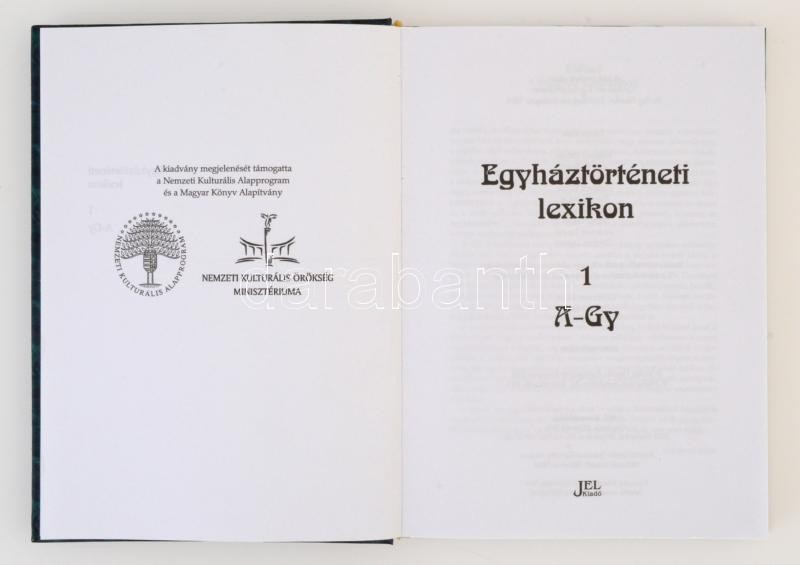 A kiadvány megjelenését támogatta
a Nemzeti Kulturális Alapprogram
és a Magyar Könyv Alapítvány
NEMZETI KULTURÁLIS ALAPPROGRAM
NEMZETI KULTURÁLIS ÖRÖKSÉG
MINISZTÉRIUMA
Egyháztörténeti
lexikon
1
A-Gy
JEL
Kiadó
darabanth